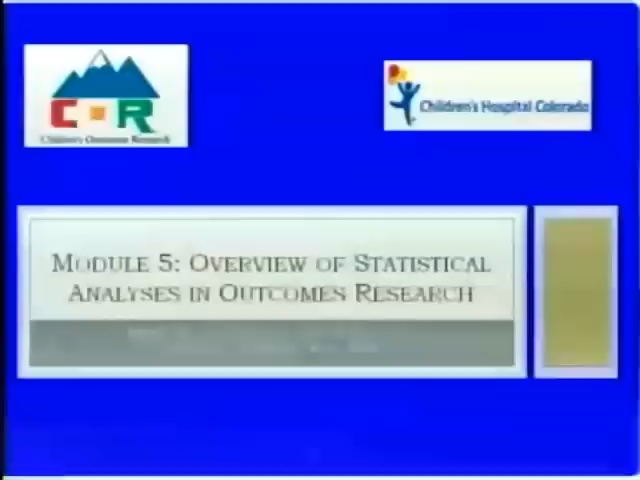 C R
Children's Outcomes Research
Children's Hospital Colorado
MODULE 5: OVERVIEW OF STATISTICAL
ANALYSES IN OUTCOMES RESEARCH